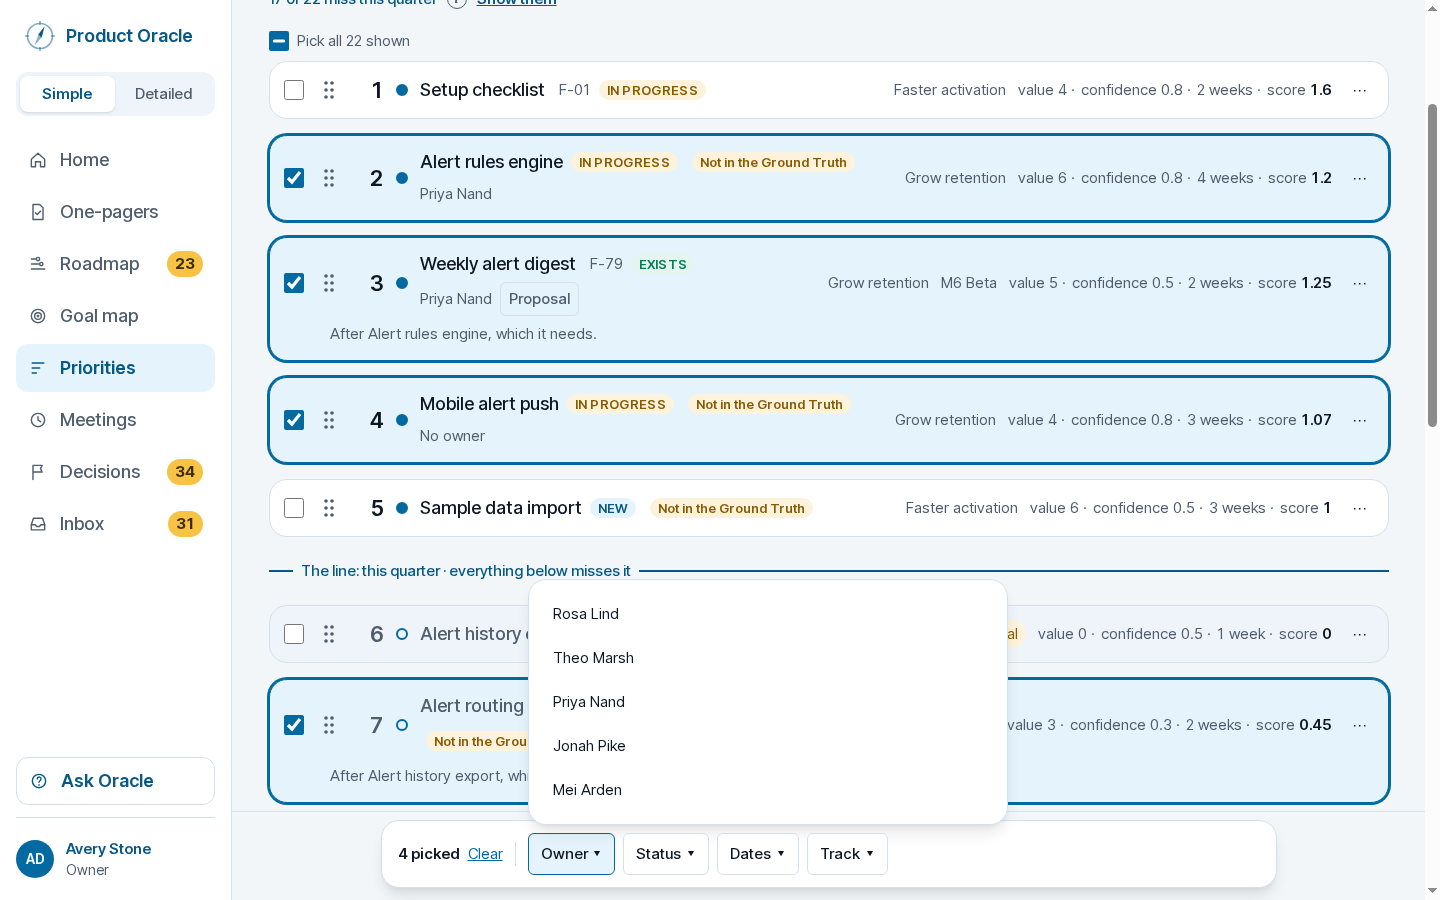 Product Oracle
Simple Detailed
Home
One-pagers
Roadmap 23
Goal map
Priorities
Meetings
Decisions 34
Inbox 31
Ask Oracle
AD Avery Stone
Owner
17 of 22 miss this quarter Show them
Pick all 22 shown
1 Setup checklist F-01 IN PROGRESS Faster activation value 4 · confidence 0.8 · 2 weeks · score 1.6 ...
2 Alert rules engine IN PROGRESS Not in the Ground Truth Grow retention value 6 · confidence 0.8 · 4 weeks · score 1.2 ...
Priya Nand
3 Weekly alert digest F-79 EXISTS Grow retention M6 Beta value 5 · confidence 0.5 · 2 weeks · score 1.25 ...
Priya Nand Proposal
After Alert rules engine, which it needs.
4 Mobile alert push IN PROGRESS Not in the Ground Truth Grow retention value 4 · confidence 0.8 · 3 weeks · score 1.07 ...
No owner
5 Sample data import NEW Not in the Ground Truth Faster activation value 6 · confidence 0.5 · 3 weeks · score 1 ...
The line: this quarter · everything below misses it
6 Alert history value 0 · confidence 0.5 · 1 week · score 0 ...
7 Alert routing value 3 · confidence 0.3 · 2 weeks · score 0.45 ...
Not in the
After Alert history export,
Rosa Lind
Theo Marsh
Priya Nand
Jonah Pike
Mei Arden
4 picked Clear Owner ▾ Status ▾ Dates ▾ Track ▾